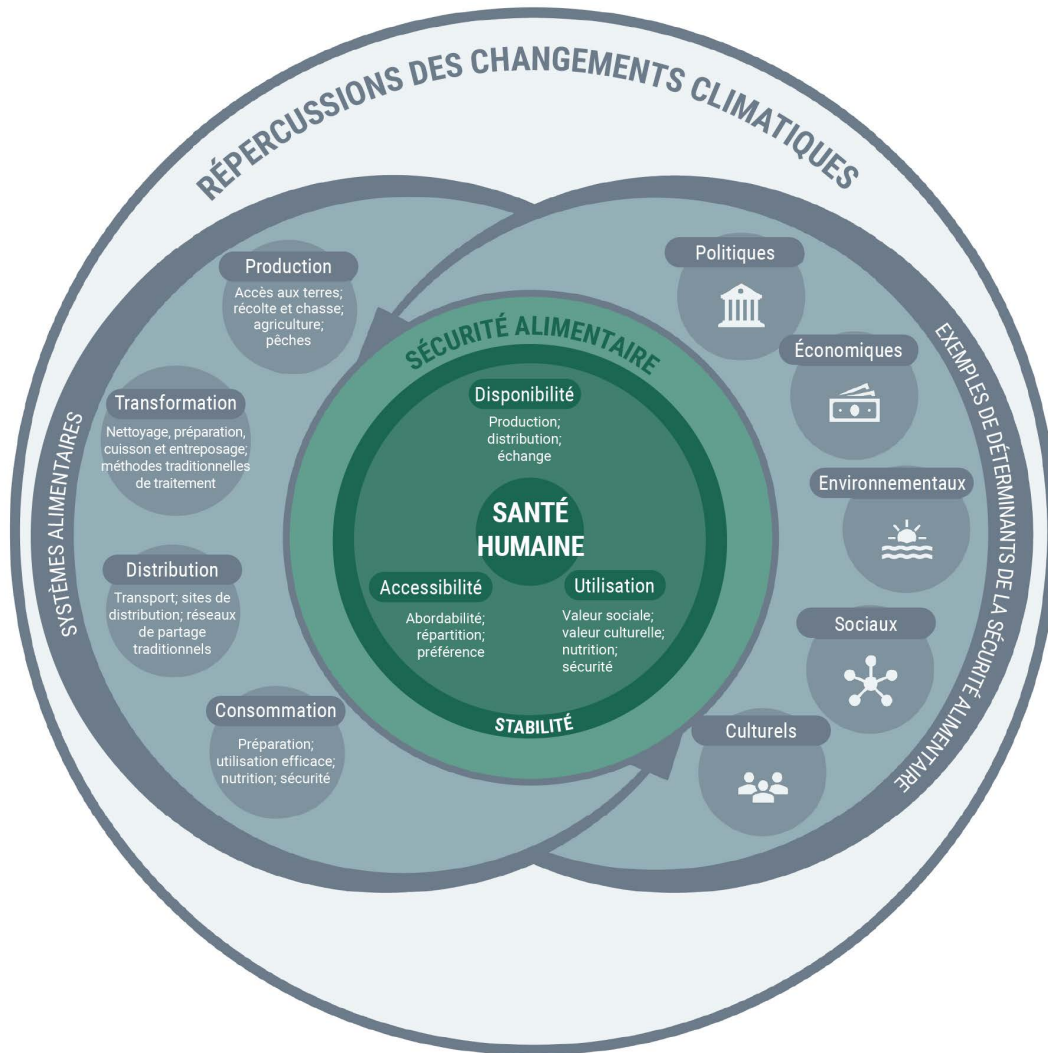 RÉPERCUSSIONS DES CHANGEMENTS CLIMATIQUES
SYSTÈMES ALIMENTAIRES
Production
Accès aux terres;
récolte et chasse;
agriculture;
pêches
Transformation
Nettoyage, préparation,
cuisson et entreposage;
méthodes traditionnelles
de traitement
Distribution
Transport; sites de
distribution; réseaux
de partage
traditionnels
Consommation
Préparation;
utilisation efficace;
nutrition; sécurité
SÉCURITÉ ALIMENTAIRE
Disponibilité
Production;
distribution;
échange
SANTÉ
HUMAINE
Accessibilité
Abordabilité;
répartition;
préférence
Utilisation
Valeur sociale;
valeur culturelle;
nutrition;
sécurité
STABILITÉ
EXEMPLES DE DÉTERMINANTS DE LA SÉCURITÉ ALIMENTAIRE
Politiques
Économiques
Environnementaux
Sociaux
Culturels